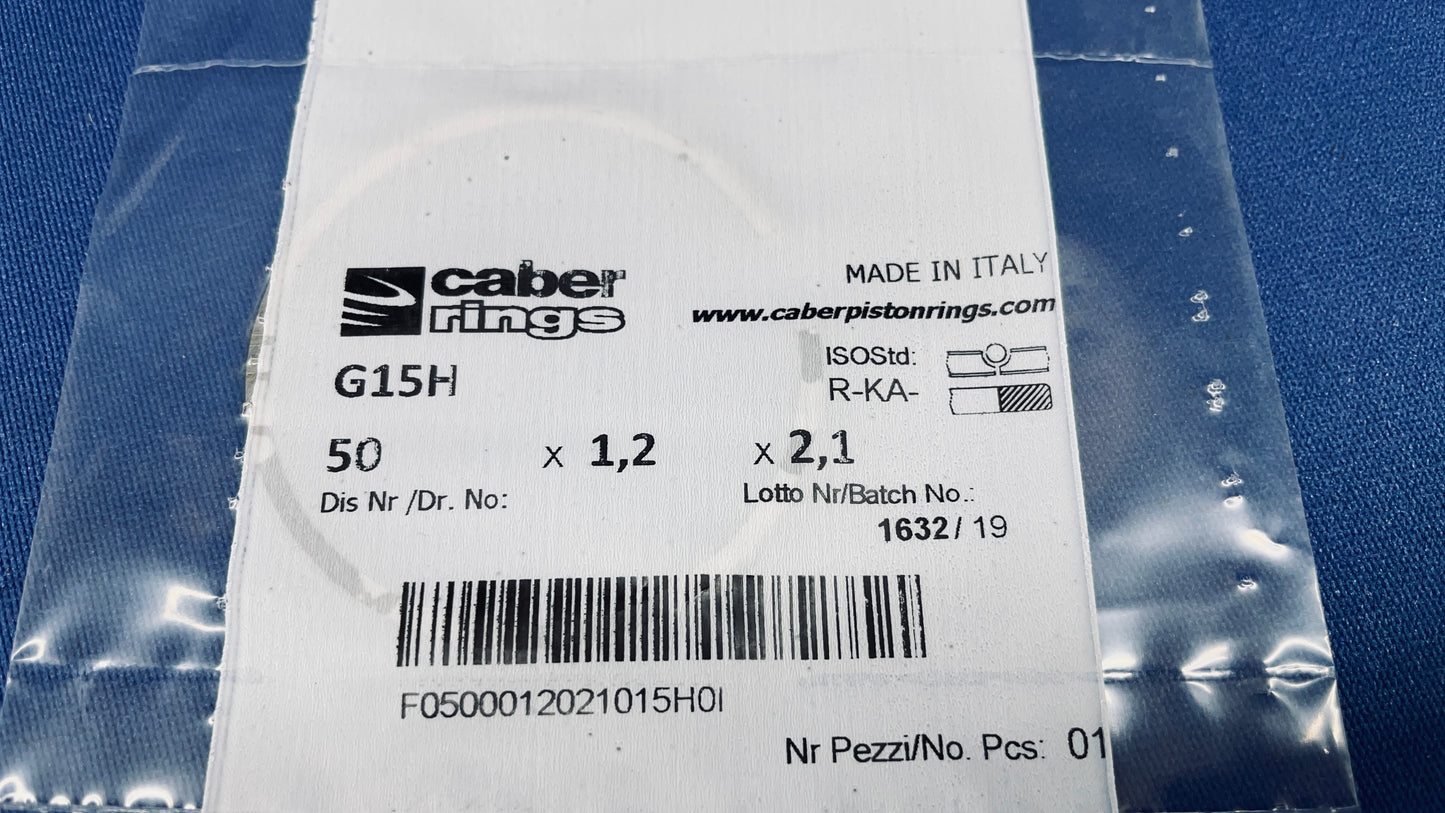 caber
rings
MADE IN ITALY
www.caberpistonrings.com
G15H
ISOStd:
R-KA-
50 x 1,2 x 2,1
Dis Nr /Dr. No:
Lotto Nr/Batch No.:
1632/ 19
F0500012021015H0I
Nr Pezzi/No. Pcs: 01